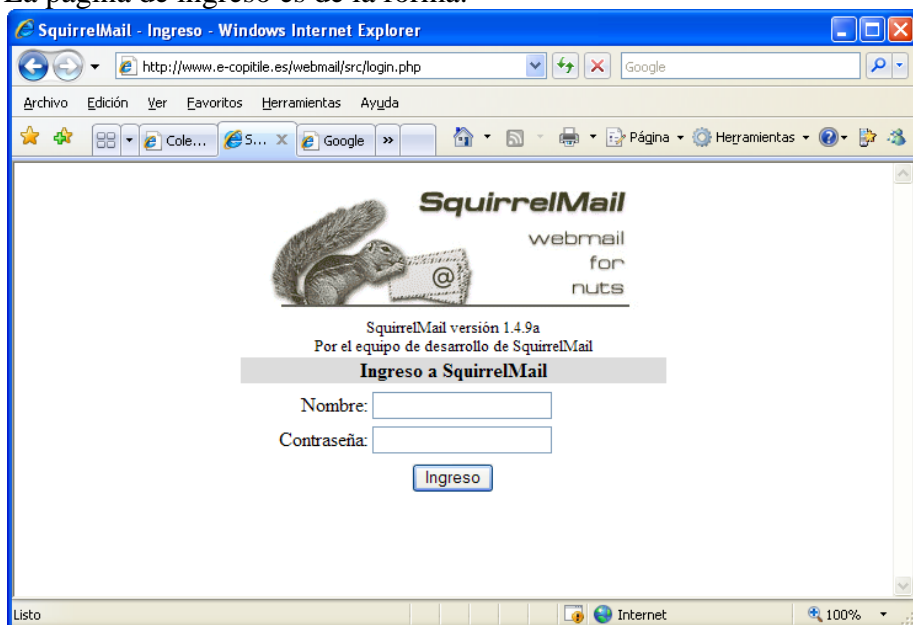 La página de ingreso es de la forma:
SquirrelMail - Ingreso - Windows Internet Explorer
http://www.e-copitile.es/webmail/src/login.php
Google
Archivo Edición Ver Favoritos Herramientas Ayuda
Cole... S... X Google »
Página Herramientas
SquirrelMail
webmail
for
nuts
@
SquirrelMail versión 1.4.9a
Por el equipo de desarrollo de SquirrelMail
Ingreso a SquirrelMail
Nombre:
Contraseña:
Ingreso
Listo
Internet
100%